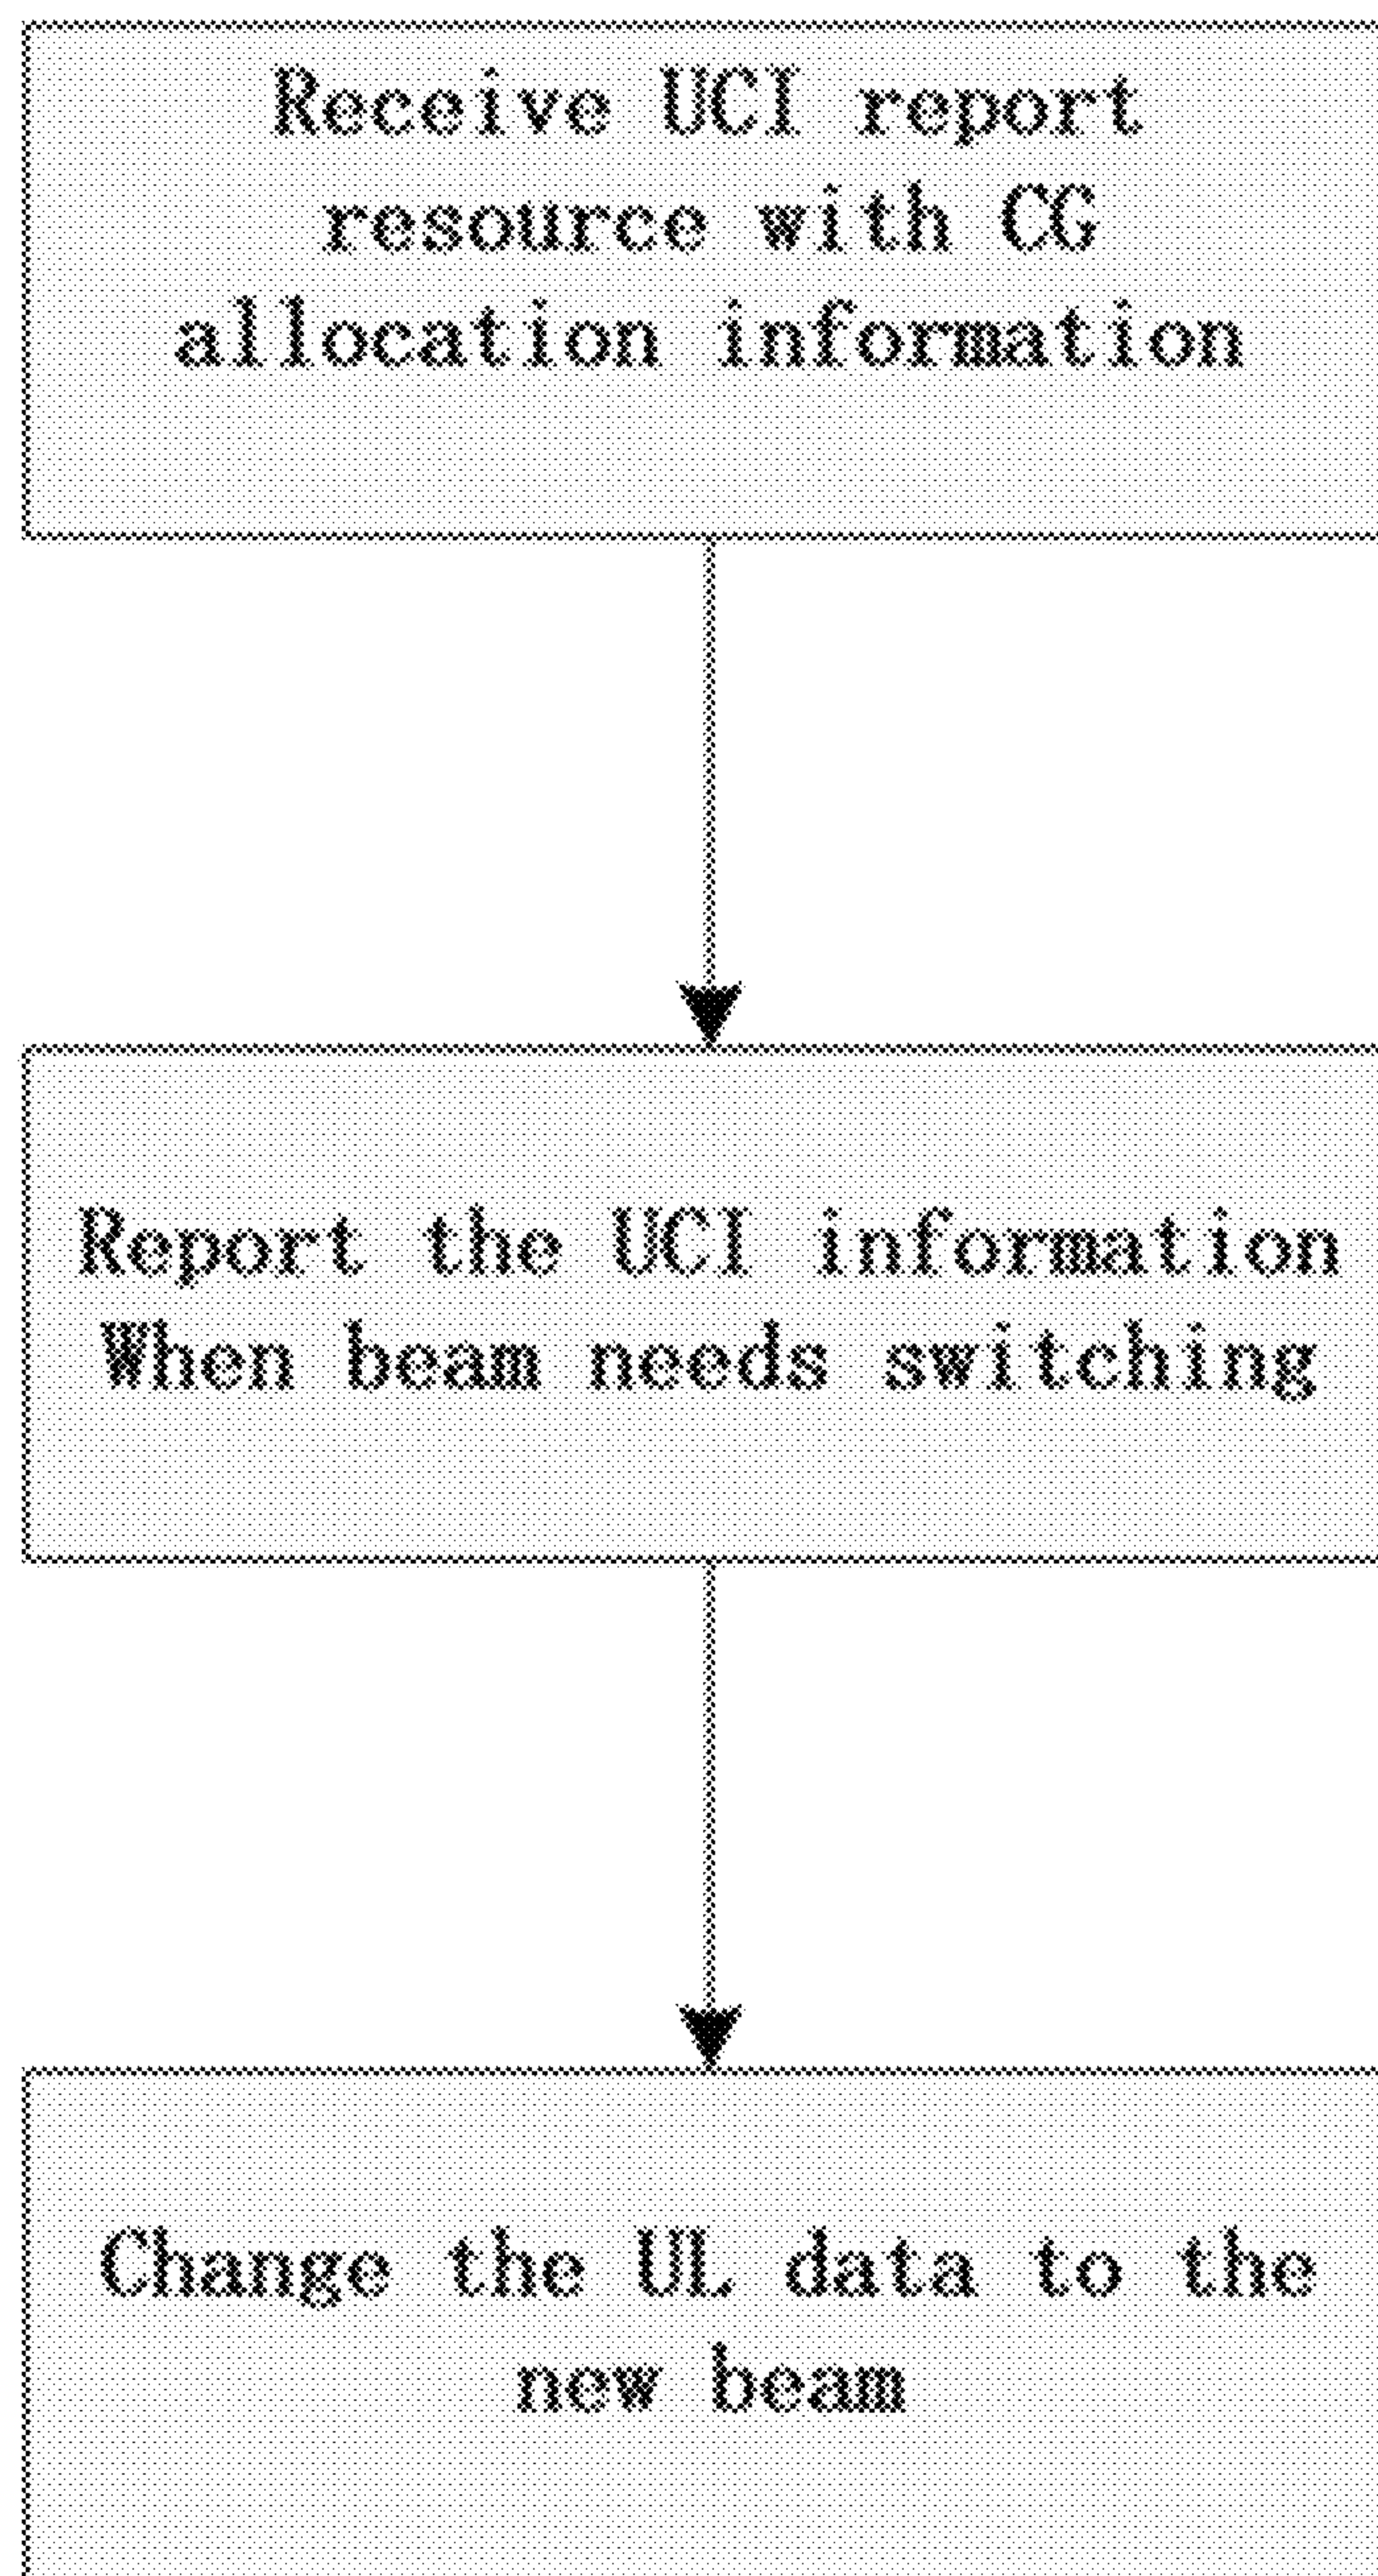 Receive UCI report
resource with CG
allocation information
Report the UCI information
When beam needs switching
Change the UL data to the
new beam